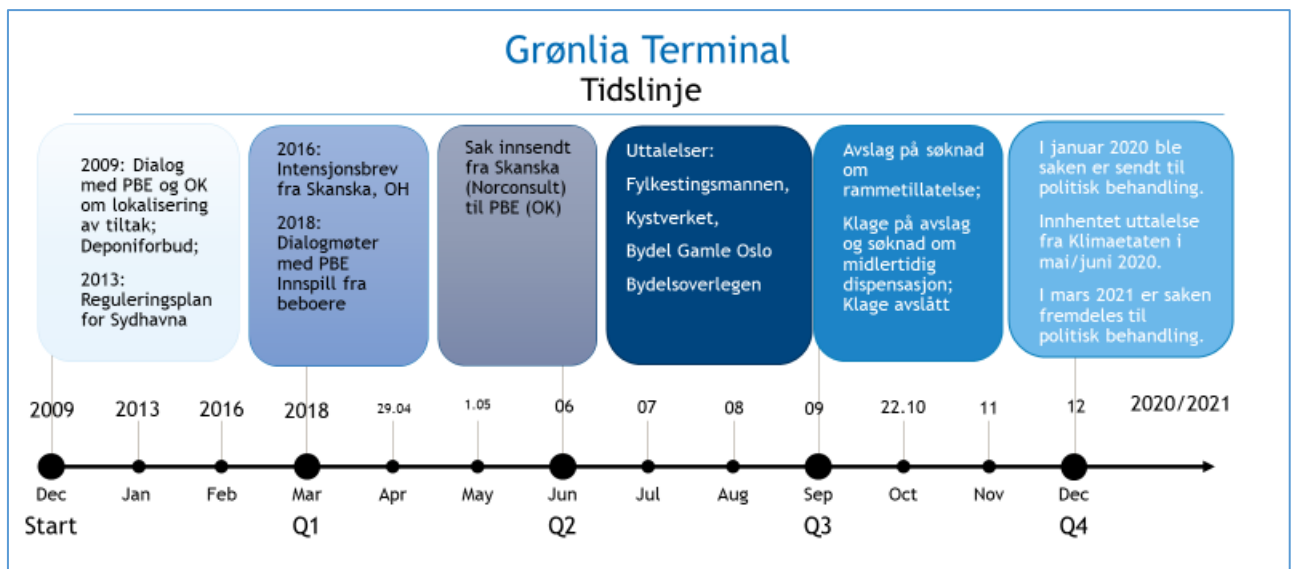 Grønlia Terminal
Tidslinje
2009: Dialog
med PBE og OK
om lokalisering
av tiltak;
Deponiforbud;
2013:
Reguleringsplan
for Sydhavna
2016:
Intensjonsbrev
fra Skanska, OH
2018:
Dialogmøter
med PBE
Innspill fra
beboere
Sak innsendt
fra Skanska
(Norconsult)
til PBE (OK)
Uttalelser:
Fylkestingsmannen,
Kystverket,
Bydel Gamle Oslo
Bydelsoverlegen
Avslag på søknad
om
rammetillatelse;
Klage på avslag
og søknad om
midlertidig
dispensasjon;
Klage avslått
I januar 2020 ble
saken er sendt til
politisk behandling.
Innhentet uttalelse
fra Klimaetaten i
mai/juni 2020.
I mars 2021 er saken
fremdeles til
politisk behandling.
2009 2013 2016 2018 29.04 1.05 06 07 08 09 22.10 11 12 2020/2021
Dec Jan Feb Mar Apr May Jun Jul Aug Sep Oct Nov Dec
Start Q1 Q2 Q3 Q4